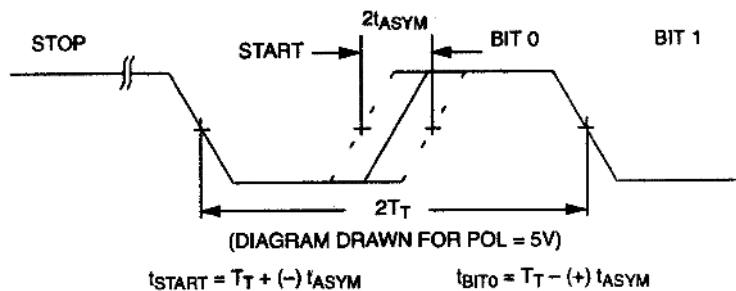 2tASYM
STOP START BIT 0 BIT 1
2TT
(DIAGRAM DRAWN FOR POL = 5V)
tSTART = TT + (–) tASYM tBIT0 = TT – (+) tASYM